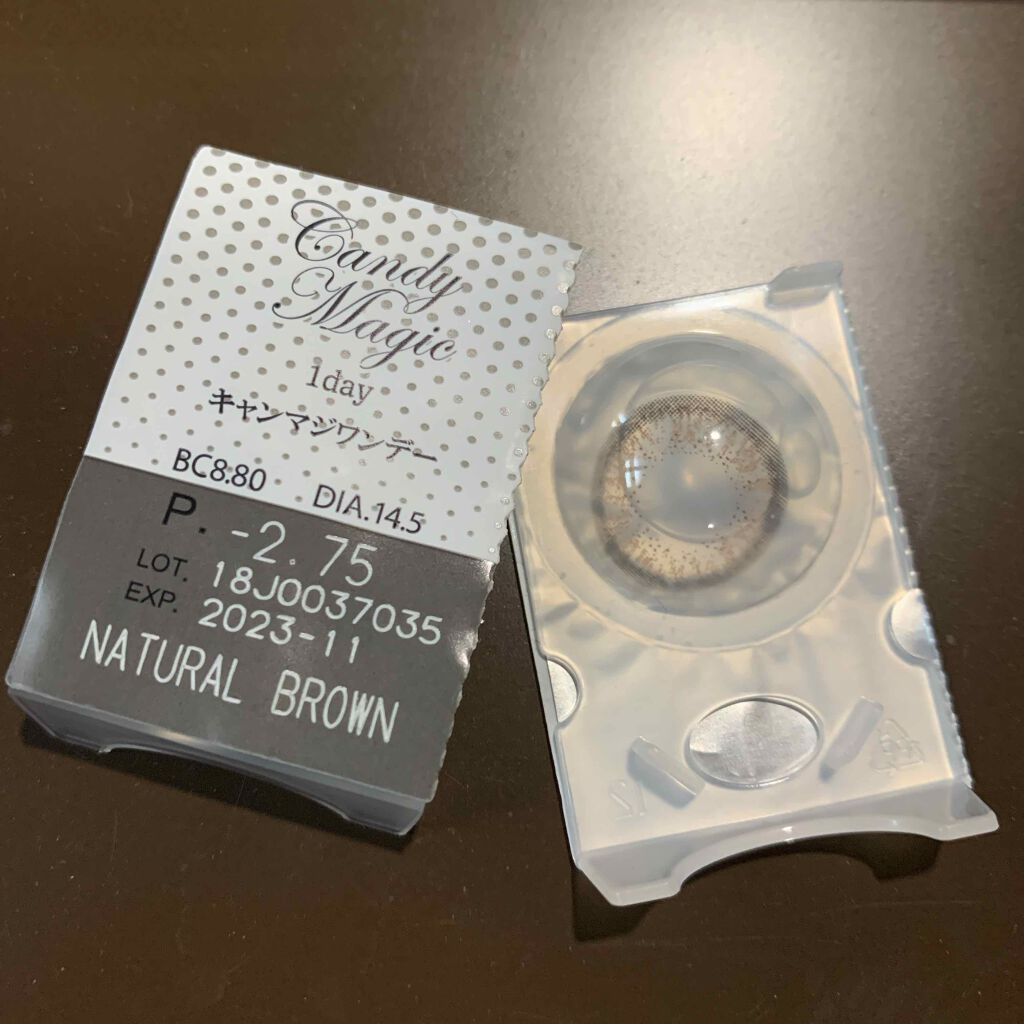 Candy
Magic
1day
キャンマジワンデー
BC8.80 DIA.14.5
P. -2.75
LOT. 18J0037035
EXP. 2023-11
NATURAL BROWN